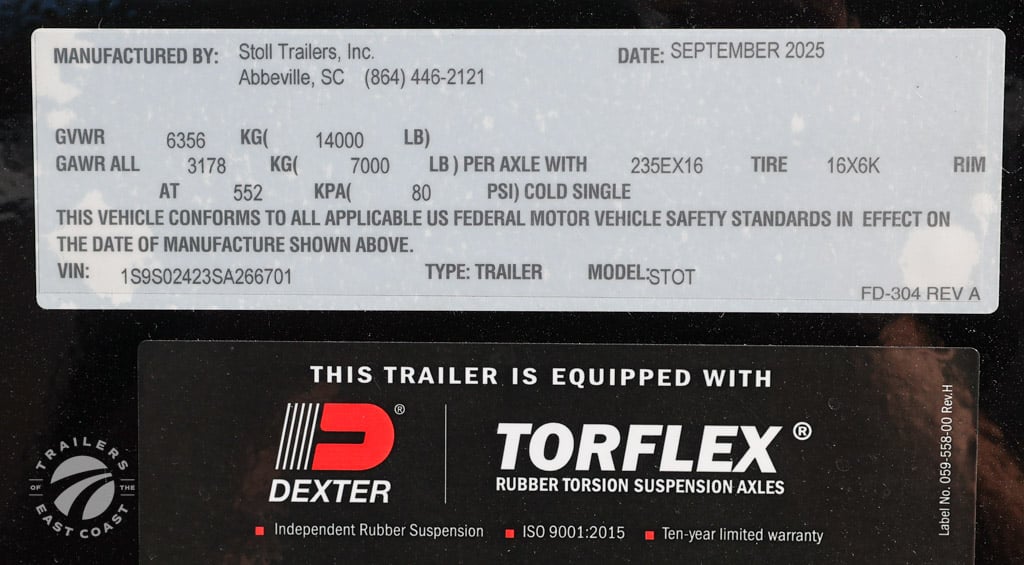 MANUFACTURED BY: Stoll Trailers, Inc. DATE: SEPTEMBER 2025
Abbeville, SC (864) 446-2121
GVWR 6356 KG( 14000 LB)
GAWR ALL 3178 KG( 7000 LB ) PER AXLE WITH 235EX16 TIRE 16X6K RIM
AT 552 KPA( 80 PSI) COLD SINGLE
THIS VEHICLE CONFORMS TO ALL APPLICABLE US FEDERAL MOTOR VEHICLE SAFETY STANDARDS IN EFFECT ON
THE DATE OF MANUFACTURE SHOWN ABOVE.
VIN: 1S9S02423SA266701 TYPE: TRAILER MODEL:STOT
FD-304 REV A
THIS TRAILER IS EQUIPPED WITH
DEXTER®
TORFLEX®
RUBBER TORSION SUSPENSION AXLES
Independent Rubber Suspension ISO 9001:2015 Ten-year limited warranty
Label No. 059-558-00 Rev.H
TRAILERS
OF THE
EAST COAST